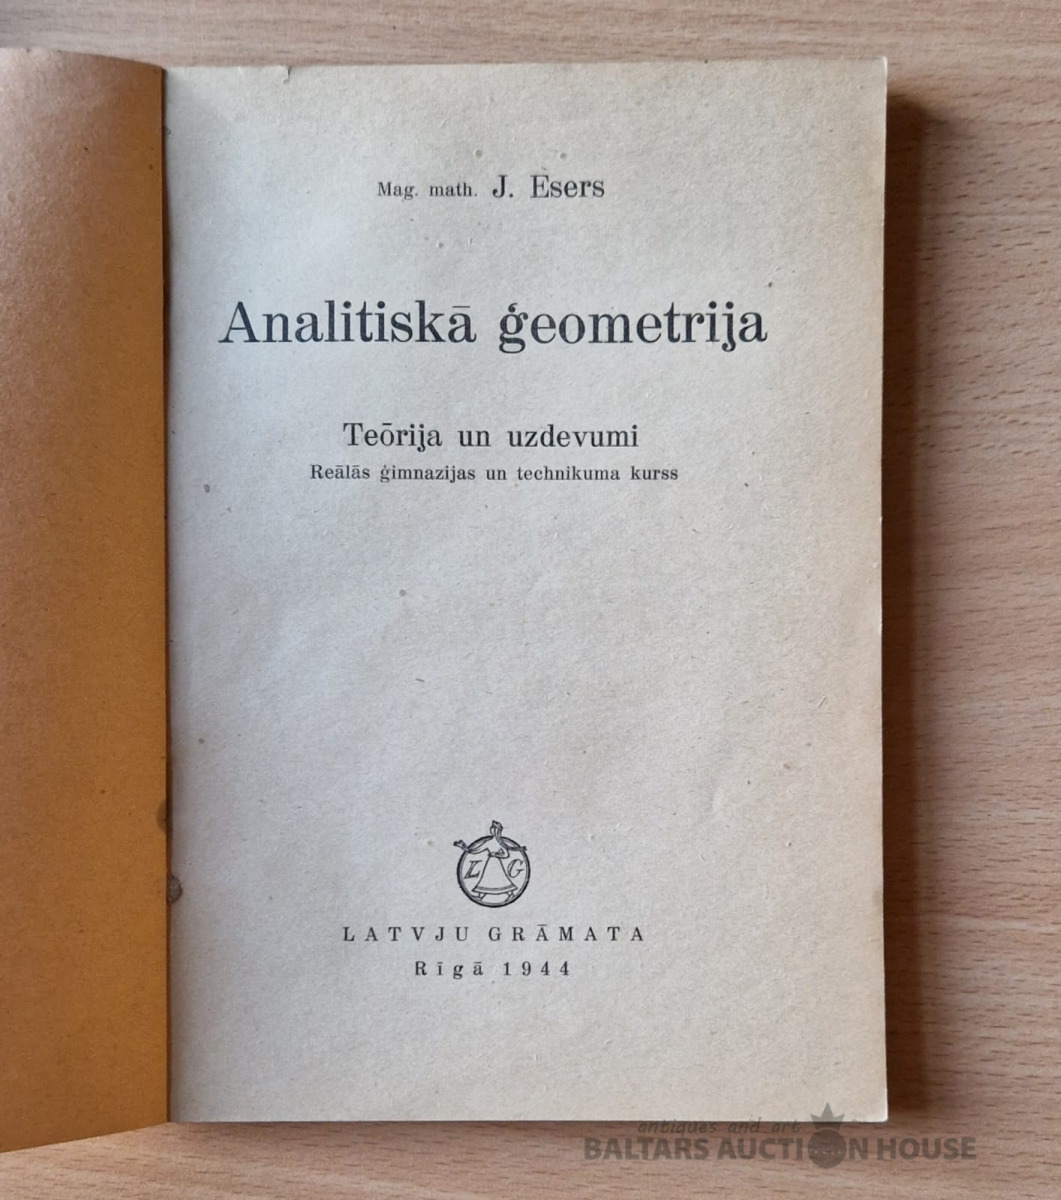 Mag. math. J. Esers
Analitiskā ģeometrija
Teōrija un uzdevumi
Reālās ģimnazijas un technikuma kurss
L G
LATVJU GRĀMATA
Rīgā 1944
antiques and art
BALTARS AUCTION HOUSE